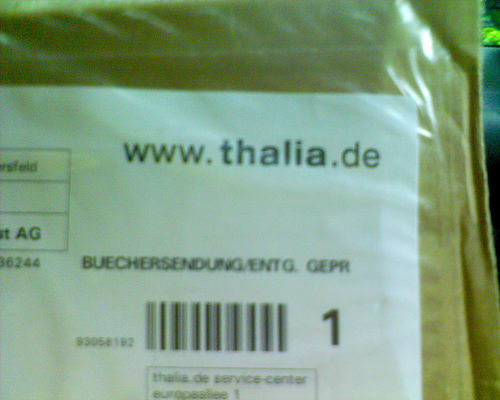 www.thalia.de
rsfeld
st AG
36244
BUECHERSENDUNG/ENTG. GEPR
93058192
1
thalia.de service-center
europaallee 1